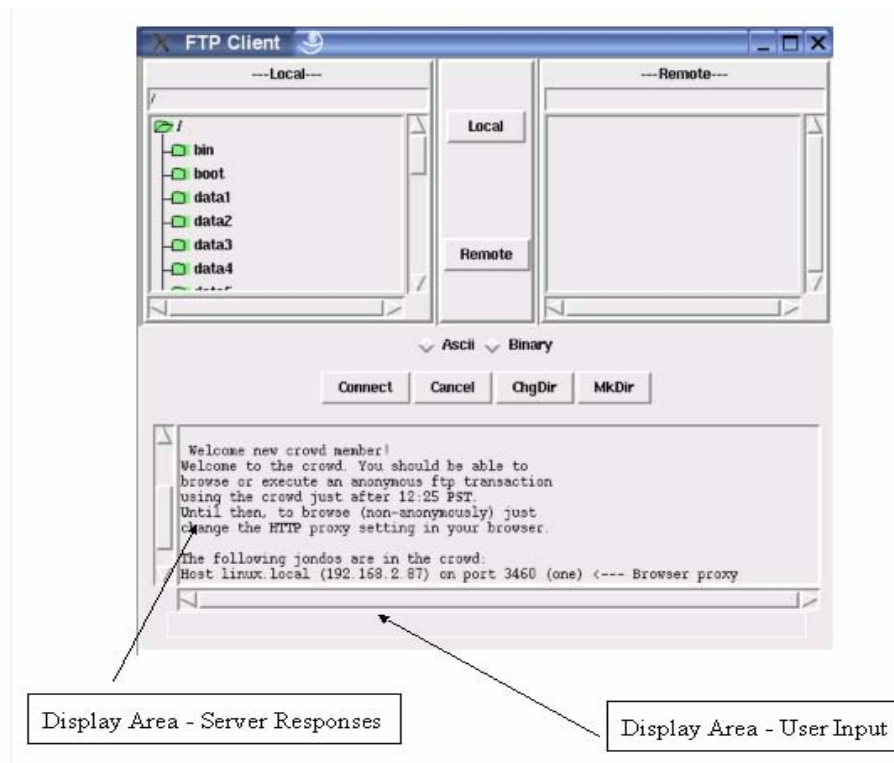 FTP Client
---Local---
---Remote---
/
/
bin
boot
data1
data2
data3
data4
Local
Remote
Ascii
Binary
Connect
Cancel
ChgDir
MkDir
Welcome new crowd member!
Welcome to the crowd. You should be able to
browse or execute an anonymous ftp transaction
using the crowd just after 12:25 PST.
Until then, to browse (non-anonymously) just
change the HTTP proxy setting in your browser.
The following jondos are in the crowd:
Host linux.local (192.168.2.87) on port 3460 (one) <--- Browser proxy
Display Area - Server Responses
Display Area - User Input